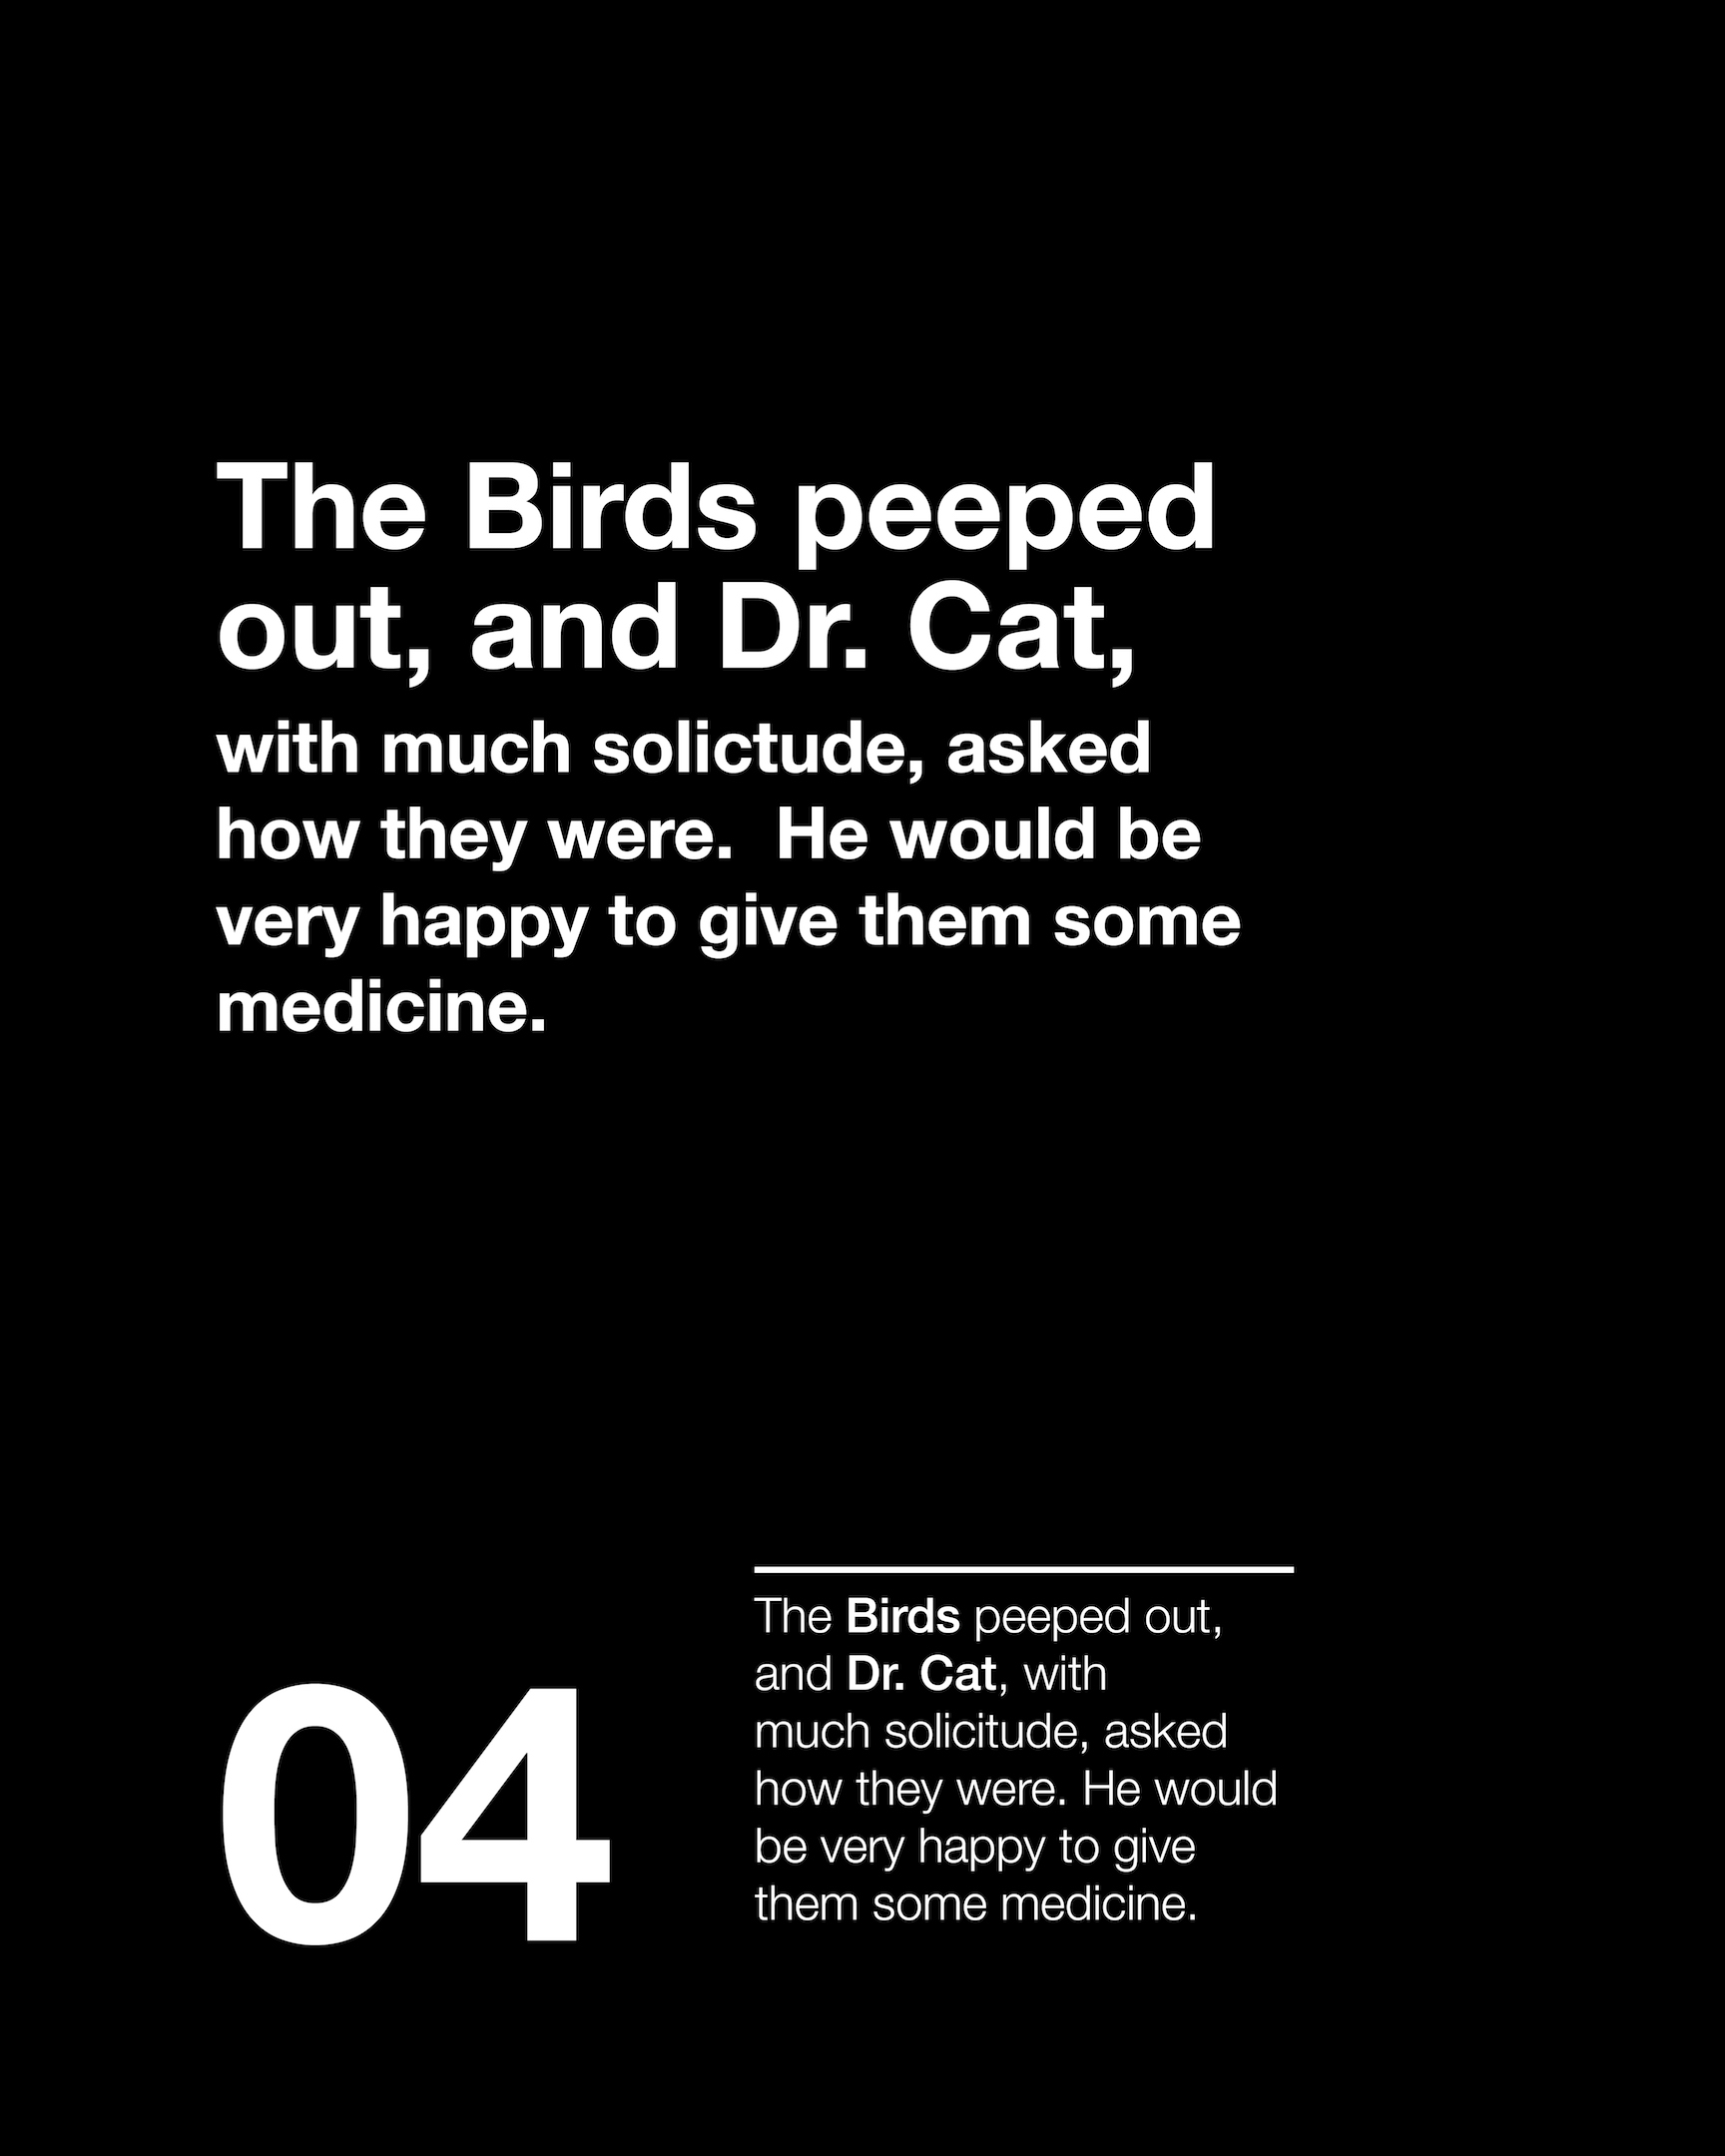 The Birds peeped
out, and Dr. Cat,
with much solictude, asked
how they were.  He would be
very happy to give them some
medicine.
04
The Birds peeped out,
and Dr. Cat, with
much solicitude, asked
how they were. He would
be very happy to give
them some medicine.